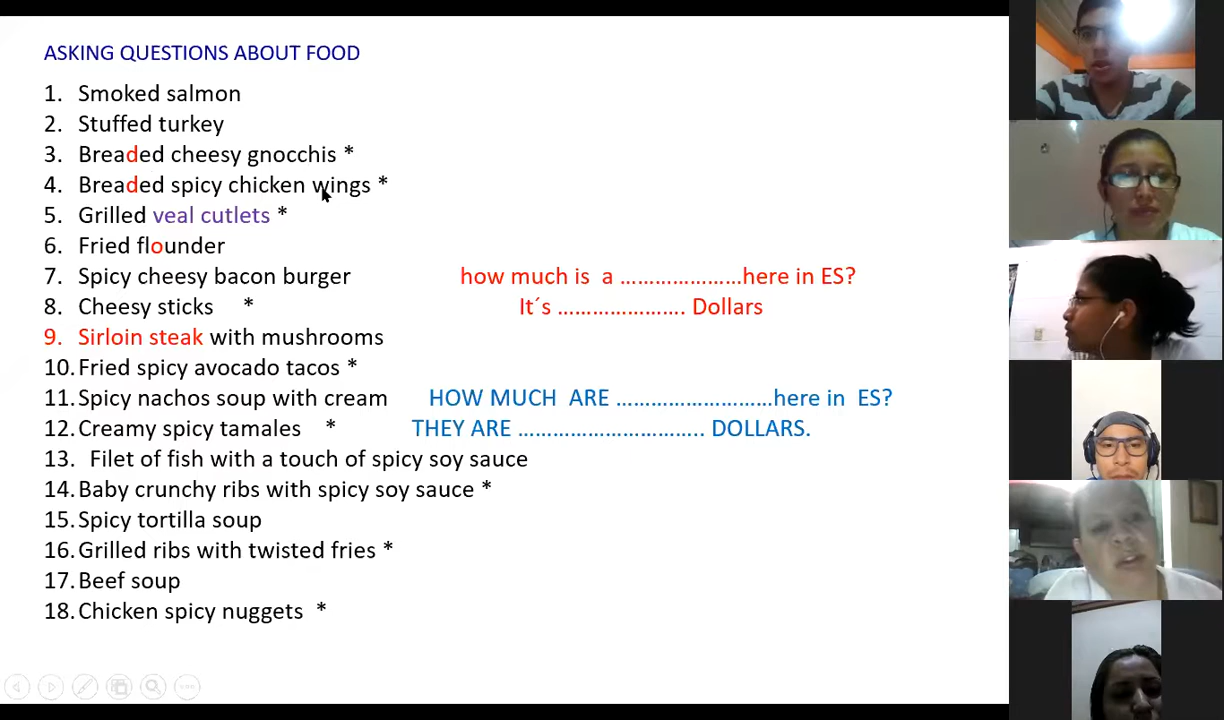 ASKING QUESTIONS ABOUT FOOD
1. Smoked salmon
2. Stuffed turkey
3. Breaded cheesy gnocchis *
4. Breaded spicy chicken wings *
5. Grilled veal cutlets *
6. Fried flounder
7. Spicy cheesy bacon burger how much is a ………………….here in ES?
8. Cheesy sticks * It´s …………………. Dollars
9. Sirloin steak with mushrooms
10. Fried spicy avocado tacos *
11. Spicy nachos soup with cream HOW MUCH ARE ………………………here in ES?
12. Creamy spicy tamales * THEY ARE ………………………….. DOLLARS.
13. Filet of fish with a touch of spicy soy sauce
14. Baby crunchy ribs with spicy soy sauce *
15. Spicy tortilla soup
16. Grilled ribs with twisted fries *
17. Beef soup
18. Chicken spicy nuggets *